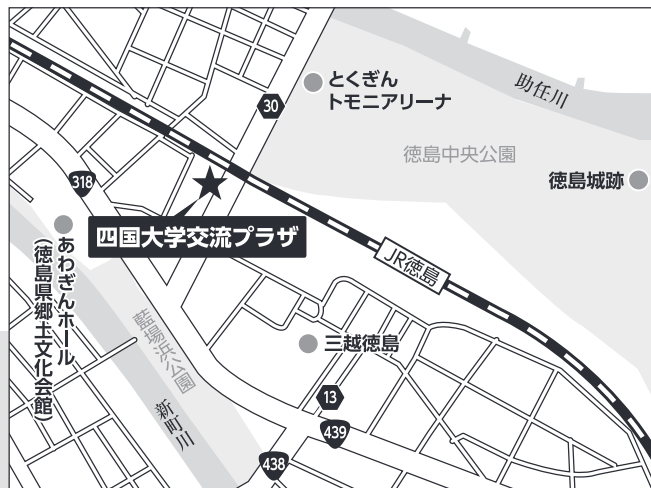 とくぎん
トモニアリーナ
助任川
30
徳島中央公園
徳島城跡
318
四国大学交流プラザ
JR徳島
あわぎんホール
(徳島県郷土文化会館)
藍場浜公園
三越徳島
新町川
13
439
438